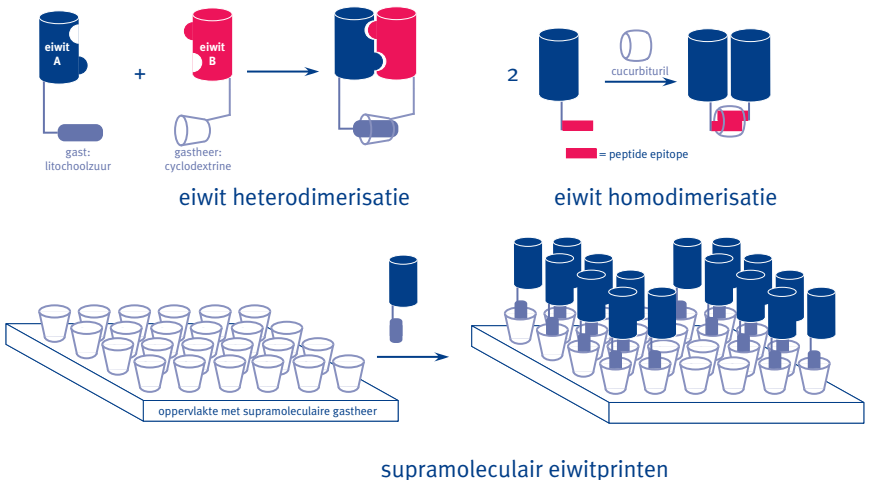 eiwit
A
+
eiwit
B
gast:
litochoolzuur
gastheer:
cyclodextrine
eiwit heterodimerisatie
2
cucurbituril
= peptide epitope
eiwit homodimerisatie
oppervlakte met supramoleculaire gastheer
supramoleculair eiwitprinten